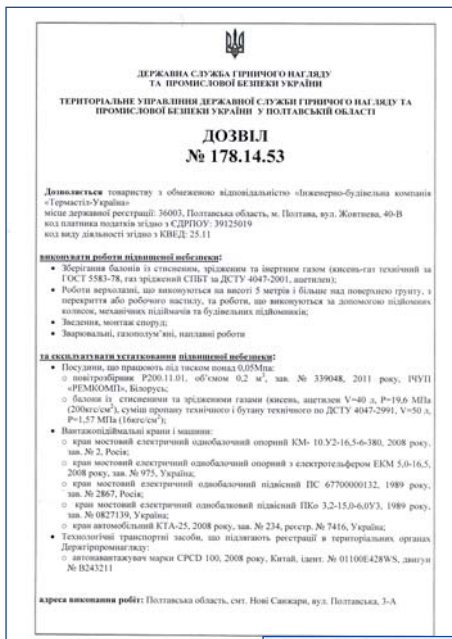 ДЕРЖАВНА СЛУЖБА ГІРНИЧОГО НАГЛЯДУ
ТА ПРОМИСЛОВОЇ БЕЗПЕКИ УКРАЇНИ
ТЕРИТОРІАЛЬНЕ УПРАВЛІННЯ ДЕРЖАВНОЇ СЛУЖБИ ГІРНИЧОГО НАГЛЯДУ ТА
ПРОМИСЛОВОЇ БЕЗПЕКИ УКРАЇНИ У ПОЛТАВСЬКІЙ ОБЛАСТІ
ДОЗВІЛ
№ 178.14.53
Дозволяється товариству з обмеженою відповідальністю «Інженерно-будівельна компанія
«Термастіл-Україна»
місце державної реєстрації: 36003, Полтавська область, м. Полтава, вул. Жовтнева, 40-В
код платника податків згідно з ЄДРПОУ: 39125019
код виду діяльності згідно з КВЕД: 25.11
виконувати роботи підвищеної небезпеки:
• Зберігання балонів із стисненим, зрідженим та інертним газом (кисень-газ технічний за
ГОСТ 5583-78, газ зріджений СПБТ за ДСТУ 4047-2001, ацетилен);
• Роботи верхолазні, що виконуються на висоті 5 метрів і більше над поверхнею грунту, з
перекриття або робочого настилу, та роботи, що виконуються за допомогою підйомних
колисок, механічних підіймачів та будівельних підйомників;
• Зведення, монтаж споруд;
• Зварювальні, газополум'яні, наплавні роботи
та експлуатувати устатковання підвищеної небезпеки:
• Посудини, що працюють під тиском понад 0,05Мпа:
○ повітрозбірник Р200.11.01, об'ємом 0,2 м³, зав. № 339048, 2011 року, ІЧУП
«РЕМКОМП», Білорусь;
○ балони із стисненими та зрідженими газами (кисень, ацетилен V=40 л, Р=19,6 МПа
(200кгс/см²), суміш пропану технічного і бутану технічного по ДСТУ 4047-2991, V=50 л,
Р=1,57 МПа (16кгс/см²);
• Вантажопідіймальні крани і машини:
○ кран мостовий електричний однобалочний опорний КМ- 10.У2-16,5-6-380, 2008 року,
зав. № 2, Росія;
○ кран мостовий електричний однобалочний опорний з електротельфером ЕКМ 5,0-16,5,
2008 року, зав. № 975, Україна;
○ кран мостовий електричний однобалочний підвісний ПС 67700000132, 1989 року,
зав. № 2867, Росія;
○ кран мостовий електричний однобалковий підвісний ПКо 3,2-15,0-6,0У3, 1989 року,
зав. № 0827139, Україна;
○ кран автомобільний КТА-25, 2008 року, зав. № 234, реєстр. № 7416, Україна;
• Технологічні транспортні засоби, що підлягають реєстрації в територіальних органах
Держгірпромнагляду:
○ автонавантажувач марки CPCD 100, 2008 року, Китай, ідент. № 01100E428WS, двигун
№ B243211
адреса виконання робіт: Полтавська область, смт. Нові Санжари, вул. Полтавська, 3-А